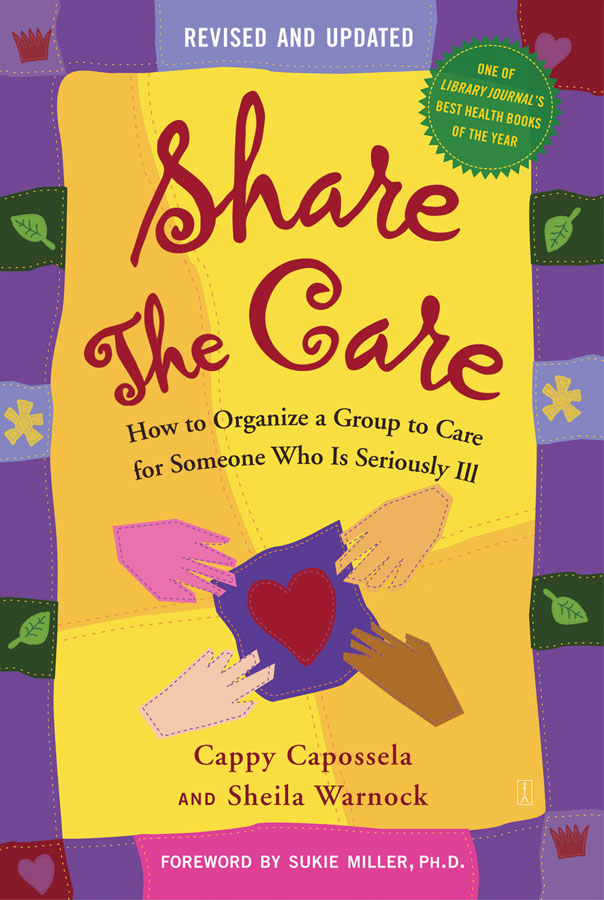 REVISED AND UPDATED
ONE OF
LIBRARY JOURNAL'S
BEST HEALTH BOOKS
OF THE YEAR
Share
The Care
How to Organize a Group to Care
for Someone Who Is Seriously Ill
Cappy Capossela
AND Sheila Warnock
FOREWORD BY SUKIE MILLER, PH.D.